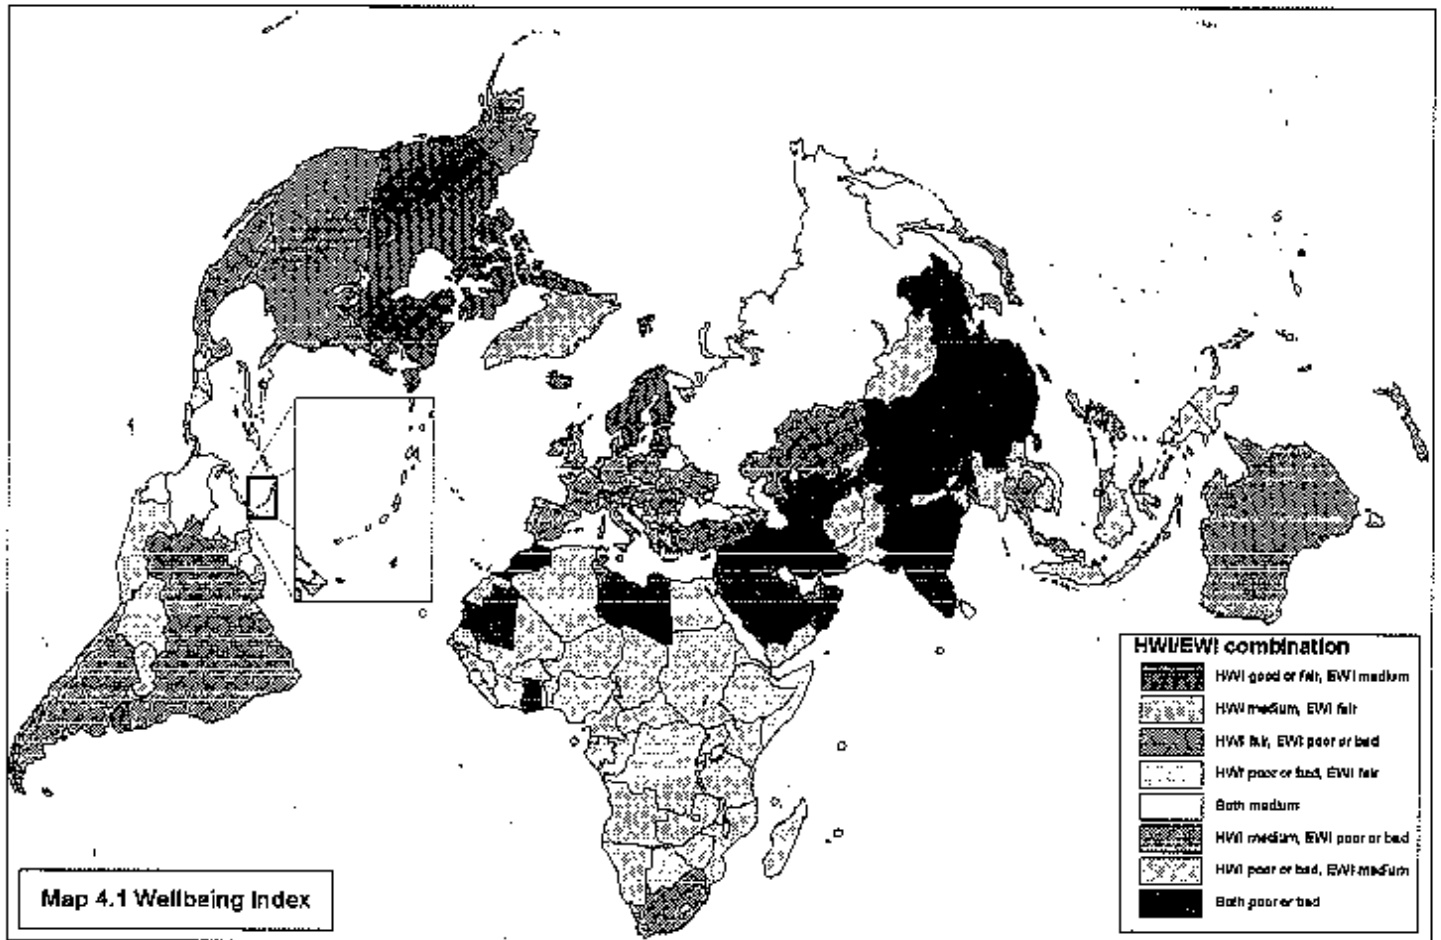 HWI/EWI combination
HWI good or fair, EWI medium
HWI medium, EWI fair
HWI fair, EWI poor or bad
HWI poor or bad, EWI fair
Both medium
HWI medium, EWI poor or bad
HWI poor or bad, EWI medium
Both poor or bad
Map 4.1 Wellbeing Index